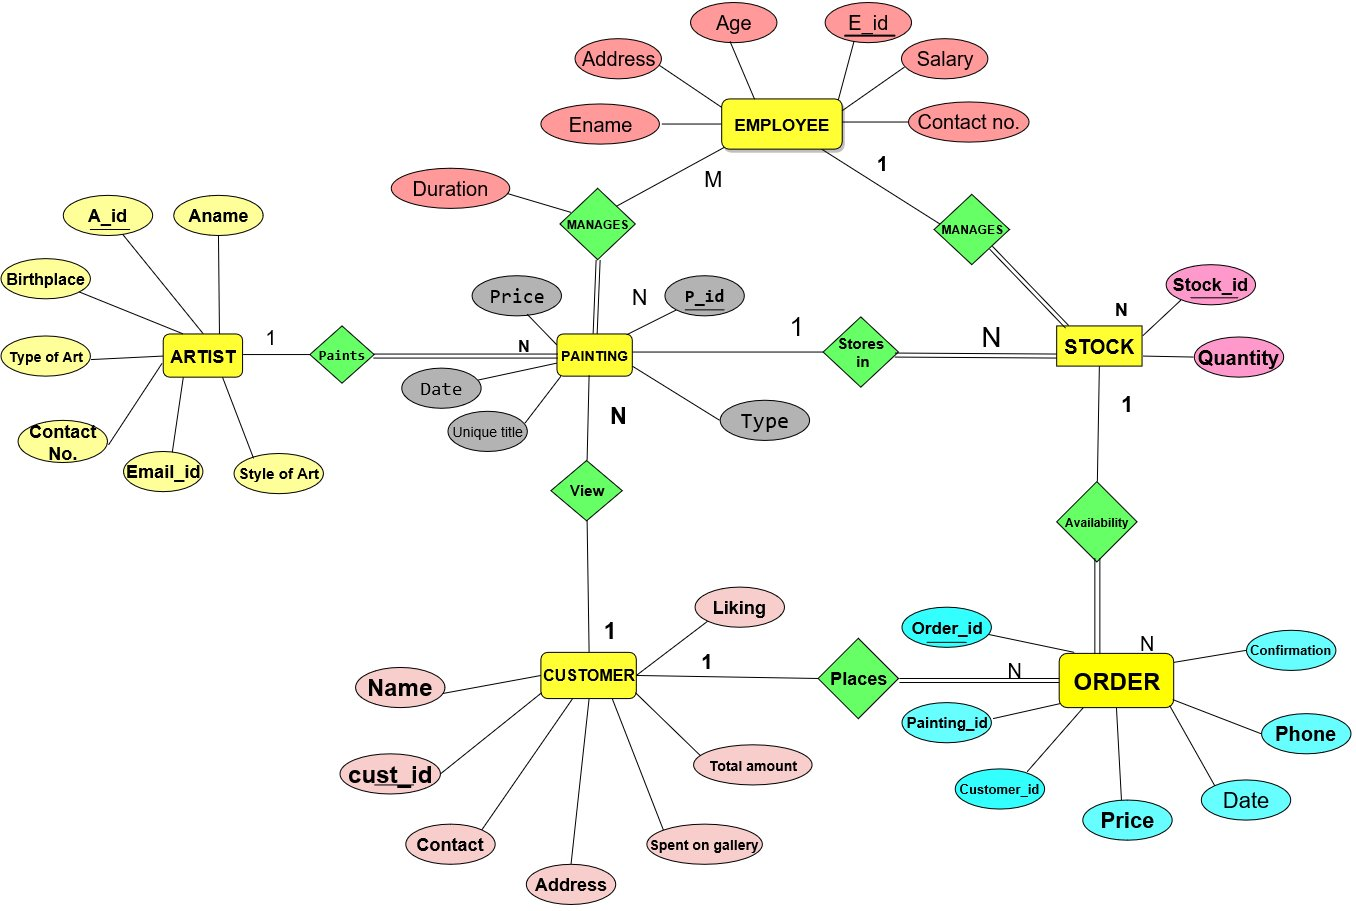 Age
E_id
Address
Salary
Ename
EMPLOYEE
Contact no.
1
M
Duration
MANAGES
MANAGES
A_id
Aname
Birthplace
Price
N
P_id
Stock_id
N
1
N
1
Type of Art
ARTIST
Paints
N
PAINTING
Stores
in
STOCK
Quantity
Date
1
N
Type
Unique title
Contact
No.
Email_id
Style of Art
View
Availability
Liking
1
Order_id
N
Confirmation
1
CUSTOMER
Places
N
ORDER
Name
Painting_id
Phone
cust_id
Total amount
Customer_id
Date
Price
Contact
Spent on gallery
Address